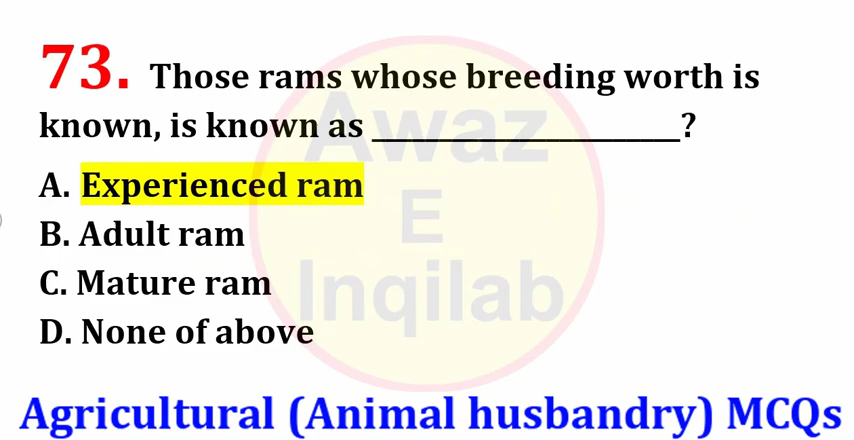 73. Those rams whose breeding worth is
known, is known as ____________________?
A. Experienced ram
B. Adult ram
C. Mature ram
D. None of above
Awaz
E
Inqilab
Agricultural (Animal husbandry) MCQs